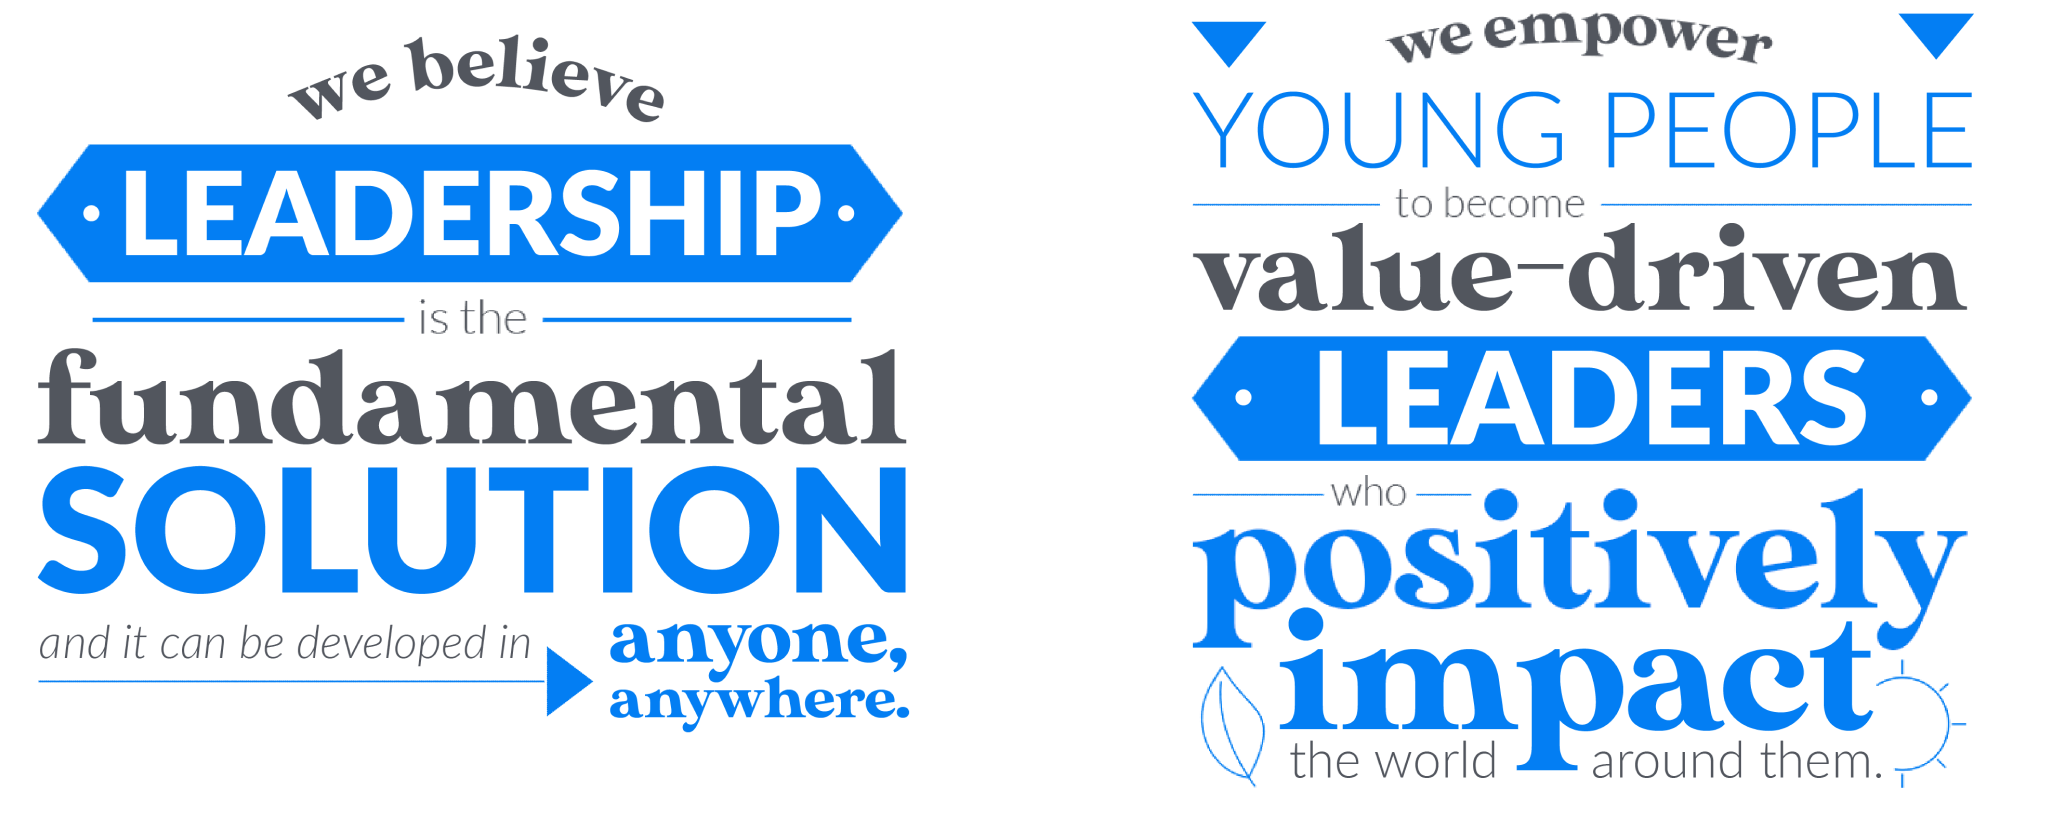 we believe
LEADERSHIP
is the
fundamental
SOLUTION
and it can be developed in
anyone,
anywhere.
we empower
YOUNG PEOPLE
to become
value-driven
LEADERS
who
positively
impact
the world around them.